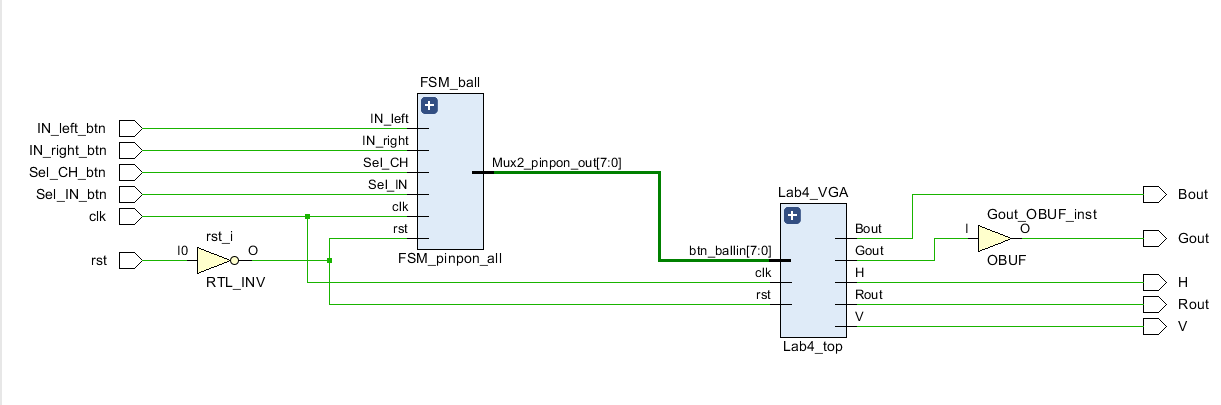 FSM_ball
IN_left_btn
IN_left
IN_right_btn
IN_right
Sel_CH_btn
Sel_CH
Mux2_pinpon_out[7:0]
Sel_IN_btn
Sel_IN
clk
clk
rst_i
rst
rst
I0
O
RTL_INV
FSM_pinpon_all
Lab4_VGA
btn_ballin[7:0]
clk
rst
Bout
Gout
H
Rout
V
Lab4_top
Gout_OBUF_inst
I
O
OBUF
Bout
Gout
H
Rout
V